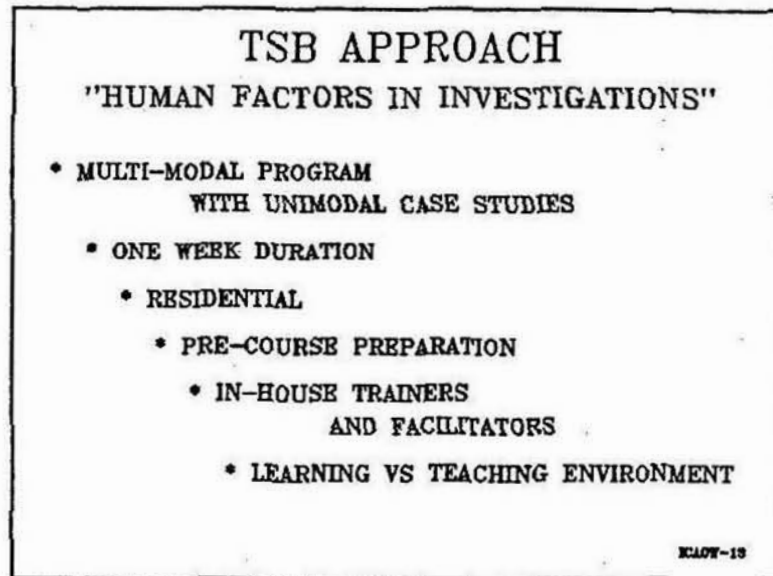 TSB APPROACH
"HUMAN FACTORS IN INVESTIGATIONS"
* MULTI-MODAL PROGRAM
WITH UNIMODAL CASE STUDIES
* ONE WEEK DURATION
* RESIDENTIAL
* PRE-COURSE PREPARATION
* IN-HOUSE TRAINERS
AND FACILITATORS
* LEARNING VS TEACHING ENVIRONMENT